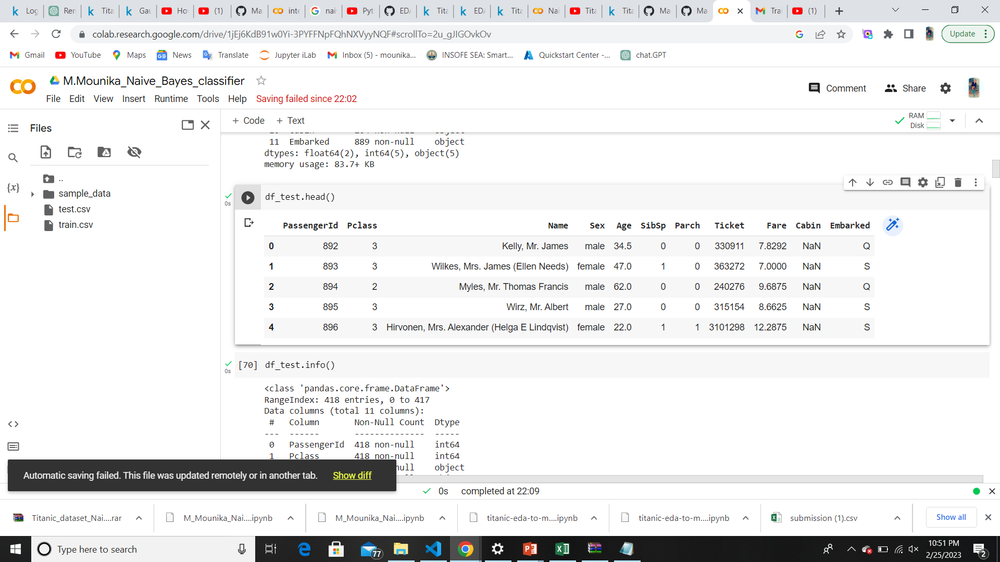 Log
Ren
Tita
Gau
Hov
(1)
Ma
inte
nai
Pyt
EDA
Tita
EDA
Tita
Nai
Tita
Tita
Ma
Ma
Trai
(1)
colab.research.google.com/drive/1jEj6KdB91w0Yi-3PYFFNpFQhNXVyyNQF#scrollTo=2u_gJIGOvkOv
Update
Gmail YouTube Maps News Translate Jupyter iLab Inbox (5) - mounika... INSOFE SEA: Smart... Quickstart Center -... chat.GPT
M.Mounika_Naive_Bayes_classifier
Comment Share
File Edit View Insert Runtime Tools Help Saving failed since 22:02
Files
+ Code + Text
RAM
Disk
..
sample_data
test.csv
train.csv
{x}
11 Embarked 889 non-null object
dtypes: float64(2), int64(5), object(5)
memory usage: 83.7+ KB
0s
df_test.head()
PassengerId Pclass Name Sex Age SibSp Parch Ticket Fare Cabin Embarked
0 892 3 Kelly, Mr. James male 34.5 0 0 330911 7.8292 NaN Q
1 893 3 Wilkes, Mrs. James (Ellen Needs) female 47.0 1 0 363272 7.0000 NaN S
2 894 2 Myles, Mr. Thomas Francis male 62.0 0 0 240276 9.6875 NaN Q
3 895 3 Wirz, Mr. Albert male 27.0 0 0 315154 8.6625 NaN S
4 896 3 Hirvonen, Mrs. Alexander (Helga E Lindqvist) female 22.0 1 1 3101298 12.2875 NaN S
0s
[70] df_test.info()
<class 'pandas.core.frame.DataFrame'>
RangeIndex: 418 entries, 0 to 417
Data columns (total 11 columns):
# Column Non-Null Count Dtype
--- ------ -------------- -----
0 PassengerId 418 non-null int64
1 Pclass 418 non-null int64
null object
Automatic saving failed. This file was updated remotely or in another tab. Show diff
0s completed at 22:09
Titanic_dataset_Nai....rar
M_Mounika_Nai....ipynb
M_Mounika_Nai....ipynb
titanic-eda-to-m....ipynb
titanic-eda-to-m....ipynb
submission (1).csv
Show all
Type here to search
77
10:51 PM
2/25/2023
2